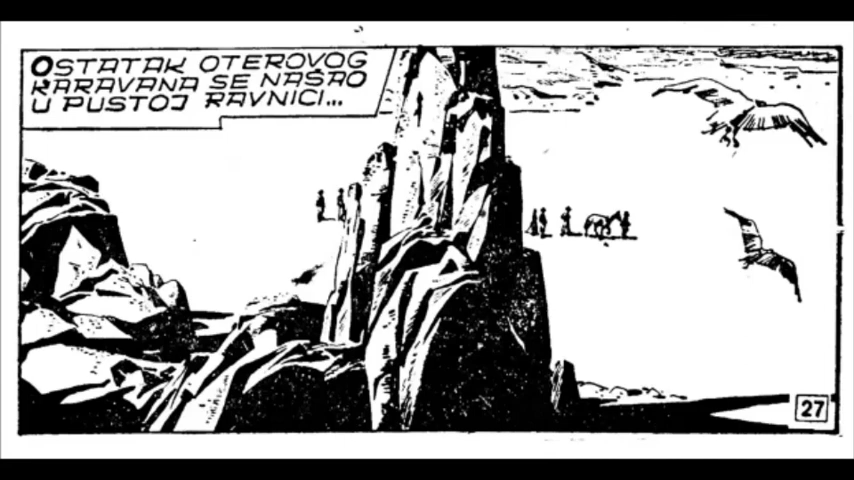 OSTATAK OTEROVOG
KARAVANA SE NAŠAO
U PUSTOJ RAVNICI...
27